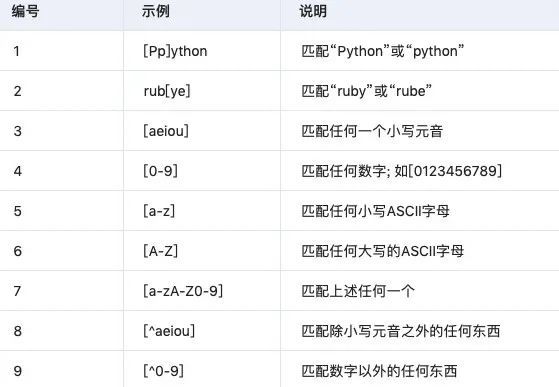 编号 示例 说明
1 [Pp]ython 匹配“Python”或“python”
2 rub[ye] 匹配“ruby”或“rube”
3 [aeiou] 匹配任何一个小写元音
4 [0-9] 匹配任何数字; 如[0123456789]
5 [a-z] 匹配任何小写ASCII字母
6 [A-Z] 匹配任何大写的ASCII字母
7 [a-zA-Z0-9] 匹配上述任何一个
8 [^aeiou] 匹配除小写元音之外的任何东西
9 [^0-9] 匹配数字以外的任何东西